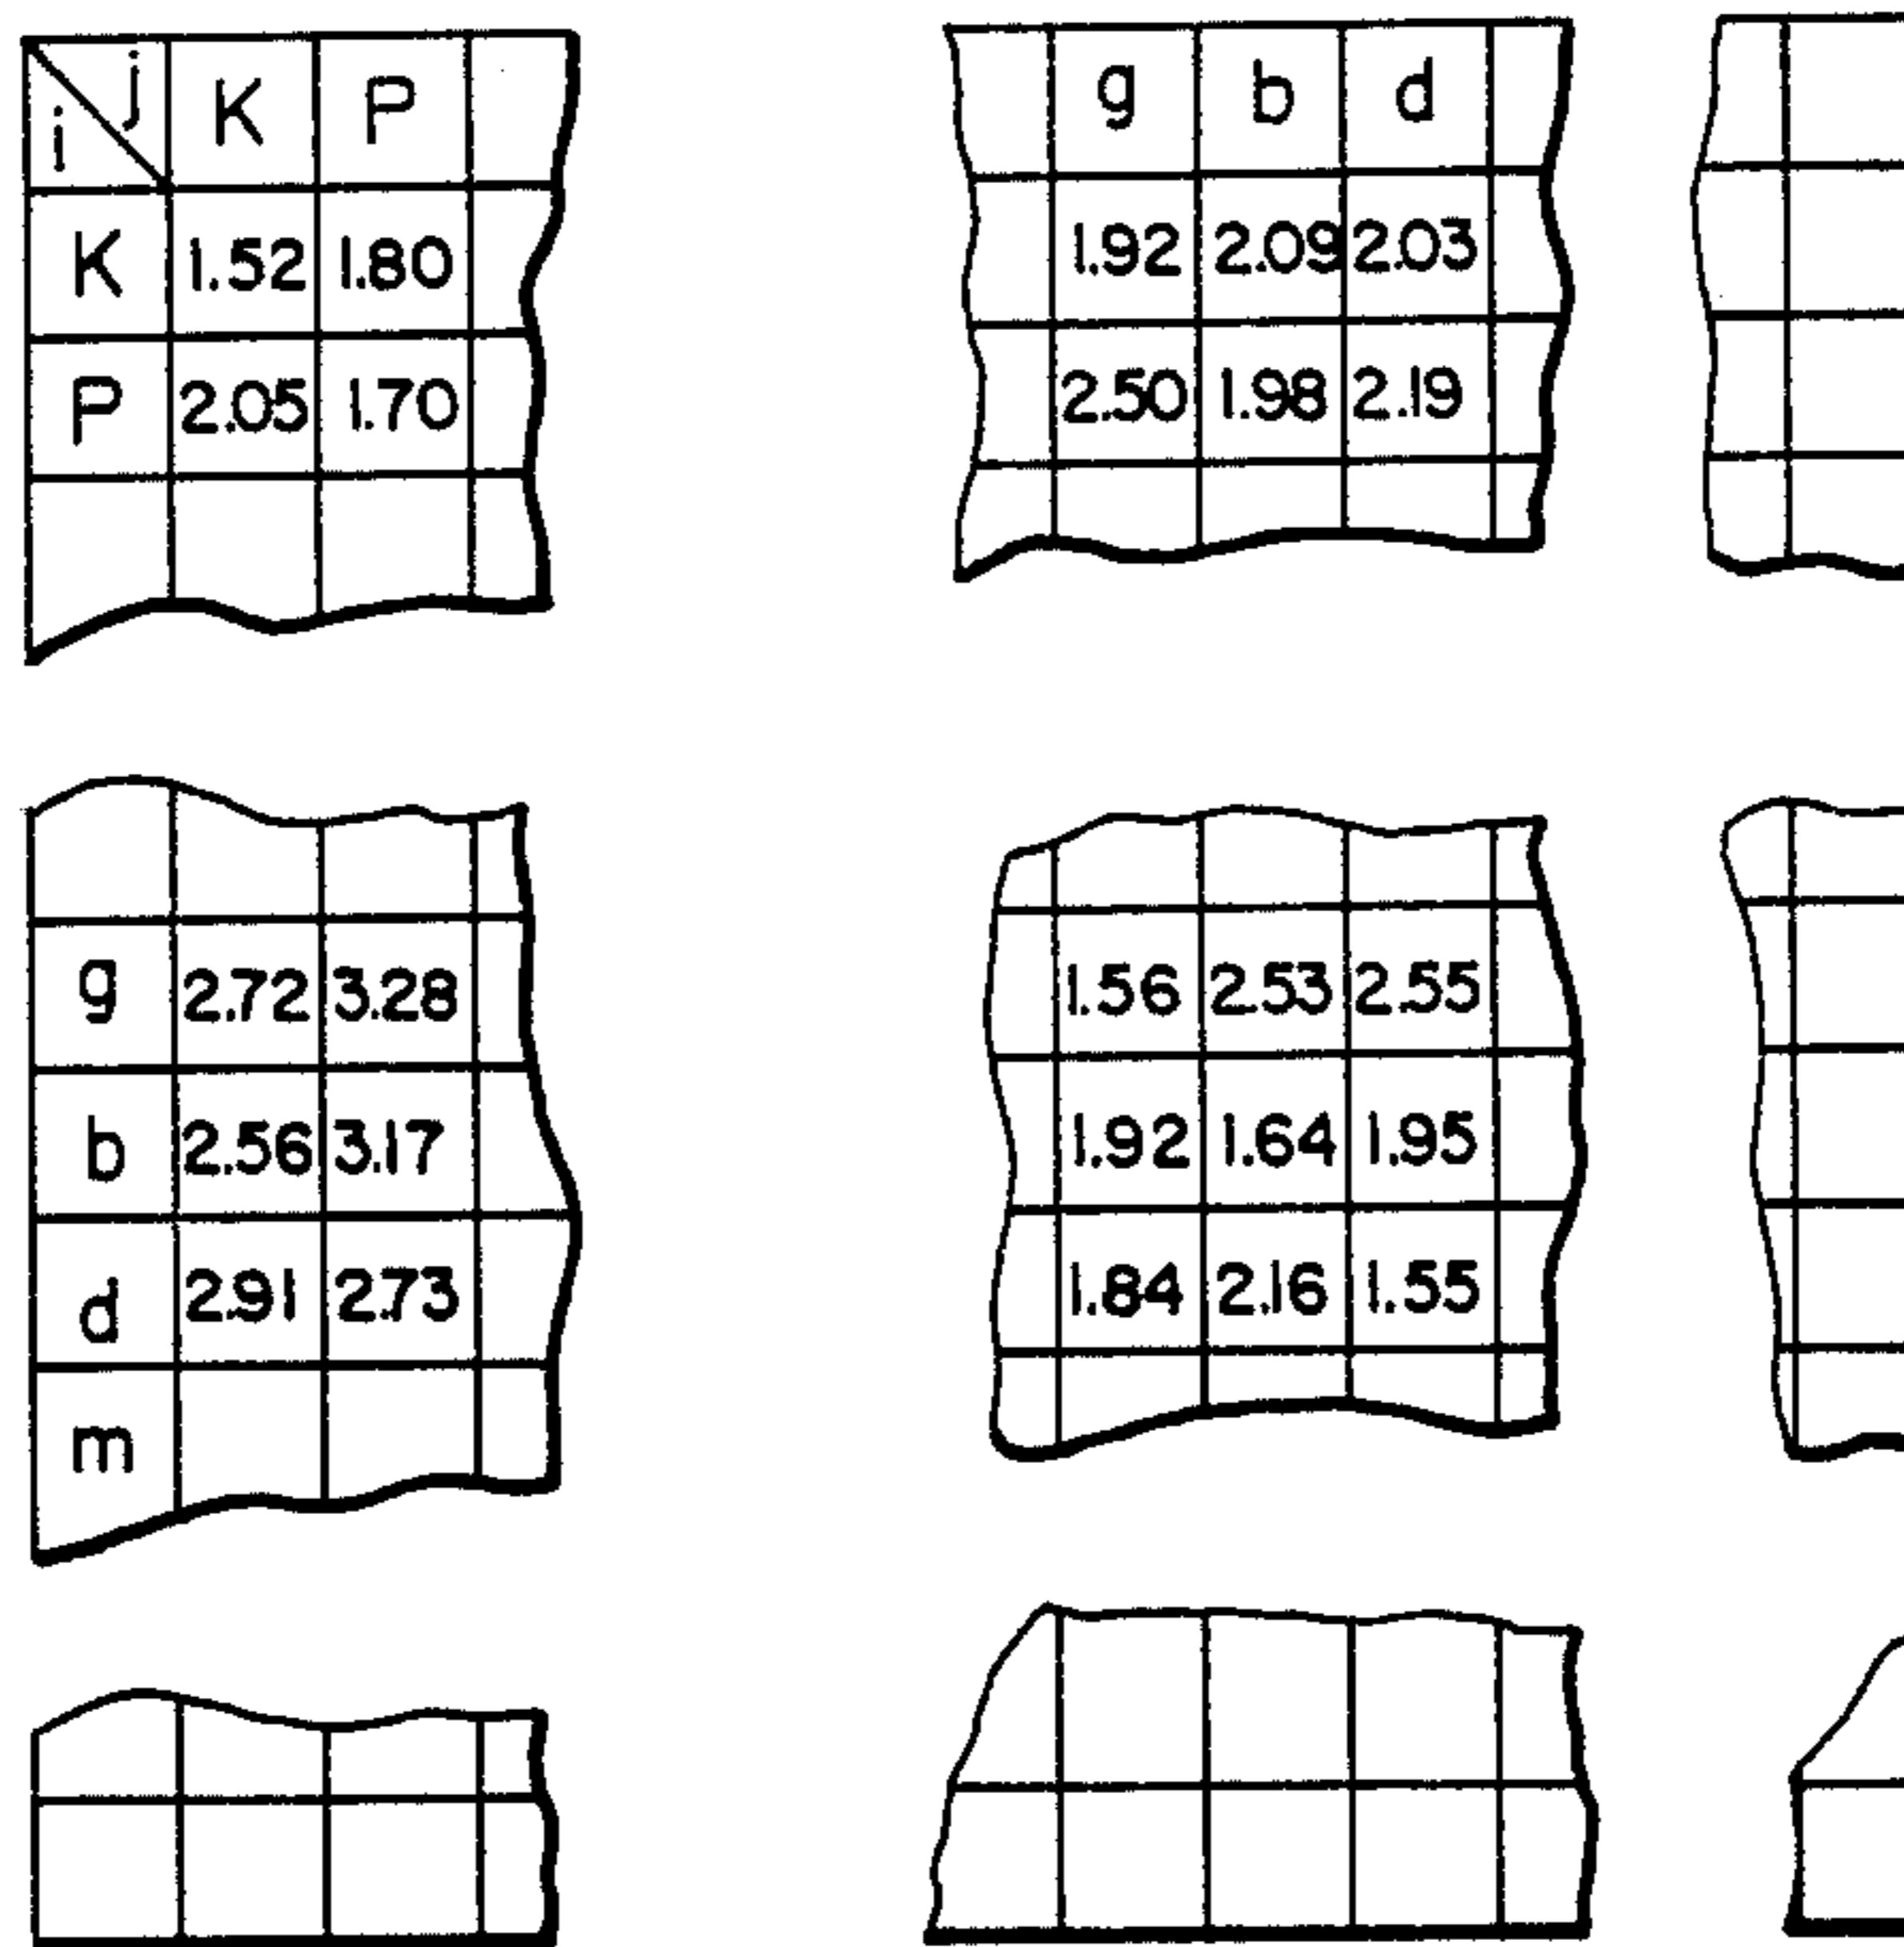 j K P g b d
i
K 1.52 1.80 1.92 2.09 2.03
P 2.05 1.70 2.50 1.98 2.19
g 2.72 3.28 1.56 2.53 2.55
b 2.56 3.17 1.92 1.64 1.95
d 2.91 2.73 1.84 2.16 1.55
m